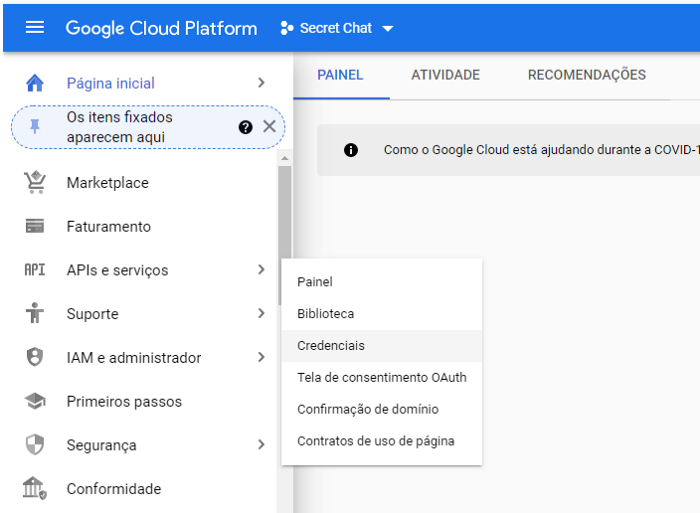 Google Cloud Platform
Secret Chat
Página inicial
Os itens fixados
aparecem aqui
Marketplace
Faturamento
API APIs e serviços
Suporte
IAM e administrador
Primeiros passos
Segurança
Conformidade
PAINEL ATIVIDADE RECOMENDAÇÕES
Como o Google Cloud está ajudando durante a COVID-1
Painel
Biblioteca
Credenciais
Tela de consentimento OAuth
Confirmação de domínio
Contratos de uso de página